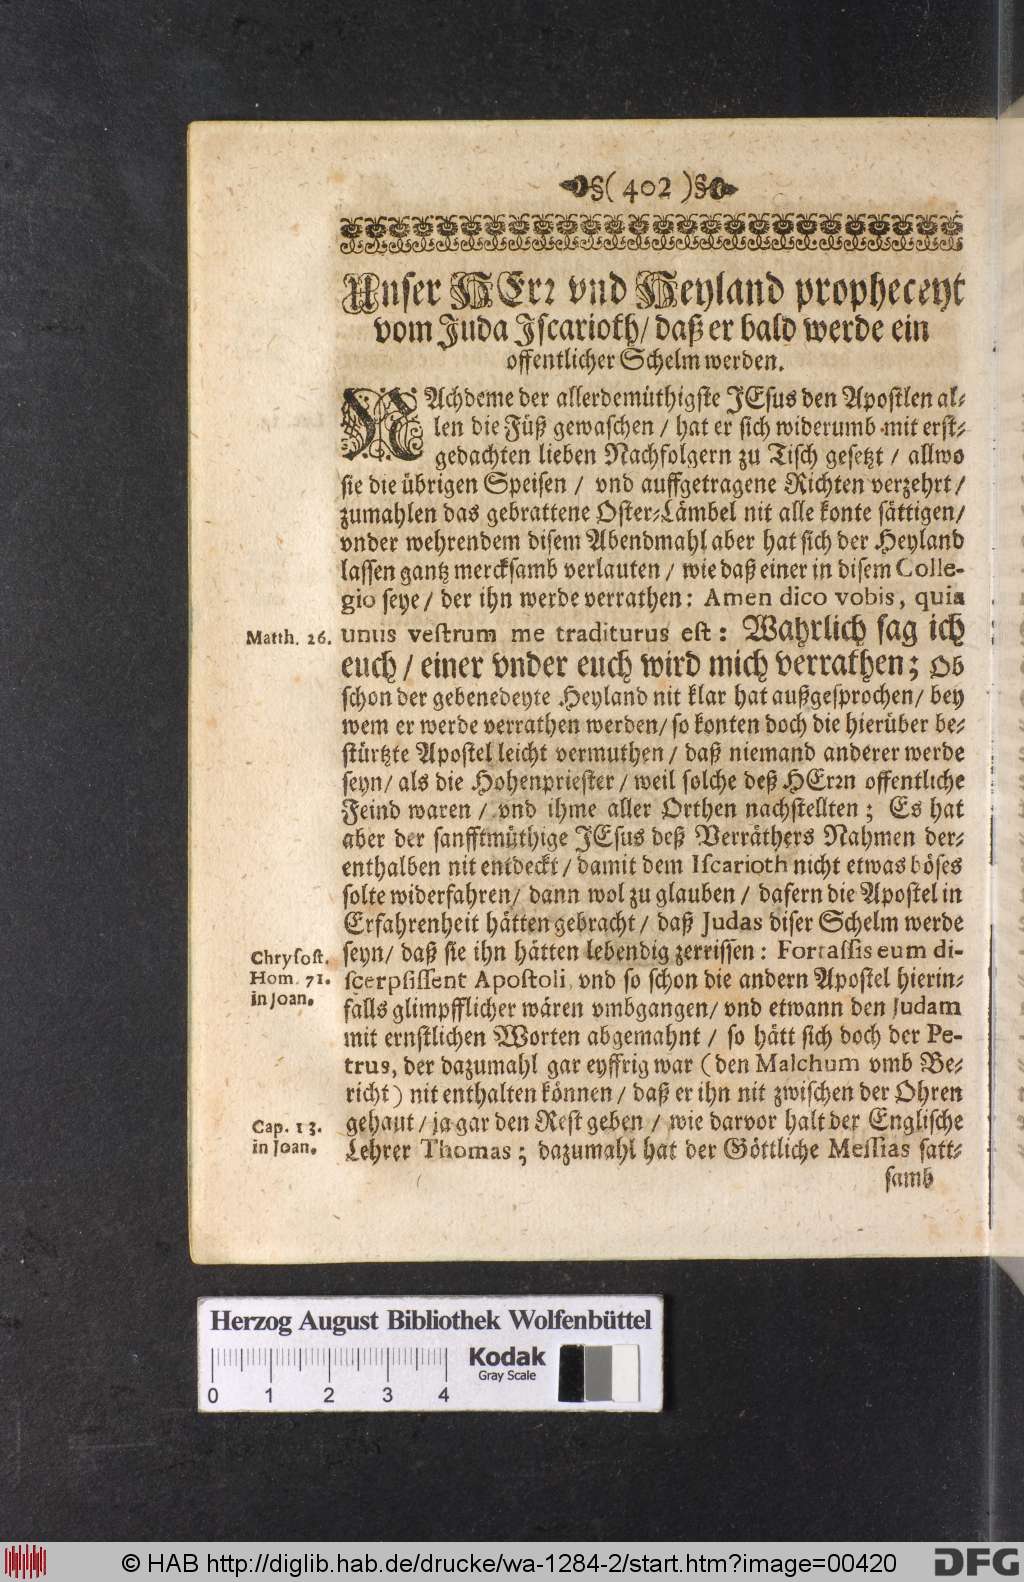 §( 402 )§
Unser HErr vnd Heyland propheceyt
vom Juda Iscarioth/ daß er bald werde ein
offentlicher Schelm werden.
NAchdeme der allerdemüthigste JEsus den Apostlen al-
len die Füß gewaschen / hat er sich widerumb mit erst-
gedachten lieben Nachfolgern zu Tisch gesetzt / allwo
sie die übrigen Speisen / vnd auffgetragene Richten verzehrt /
zumahlen das gebrattene Oster-Lämbel nit alle konte sättigen/
vnder wehrendem disem Abendmahl aber hat sich der Heyland
lassen gantz mercksamb verlauten / wie daß einer in disem Colle-
gio seye / der ihn werde verrathen: Amen dico vobis, quia
Matth. 26. unus vestrum me traditurus est: Wahrlich sag ich
euch / einer vnder euch wird mich verrathen; Ob
schon der gebenedeyte Heyland nit klar hat außgesprochen/ bey
wem er werde verrathen werden/ so konten doch die hierüber be-
stürtzte Apostel leicht vermuthen / daß niemand anderer werde
seyn/ als die Hohenpriester / weil solche deß HErrn offentliche
Feind waren / vnd ihme aller Orthen nachstellten ; Es hat
aber der sanfftmüthige JEsus deß Verräthers Nahmen der-
enthalben nit entdeckt / damit dem Iscarioth nicht etwas böses
solte widerfahren/ dann wol zu glauben / dafern die Apostel in
Erfahrenheit hätten gebracht / daß Judas diser Schelm werde
Chrysost. seyn/ daß sie ihn hätten lebendig zerrissen: Fortassis eum di-
Hom. 71. scerpsissent Apostoli, vnd so schon die andern Apostel hierin-
in Joan. falls glimpfflicher wären vmbgangen/ vnd etwann den Judam
mit ernstlichen Worten abgemahnt / so hätt sich doch der Pe-
trus, der dazumahl gar eyffrig war (den Malchum vmb Be-
richt) nit enthalten können / daß er ihn nit zwischen der Ohren
Cap. 13. gehaut / ja gar den Rest geben / wie darvor halt der Englische
in Joan. Lehrer Thomas ; dazumahl hat der Göttliche Messias satt-
samb
Herzog August Bibliothek Wolfenbüttel
Kodak
Gray Scale
0 1 2 3 4
© HAB http://diglib.hab.de/drucke/wa-1284-2/start.htm?image=00420
DFG